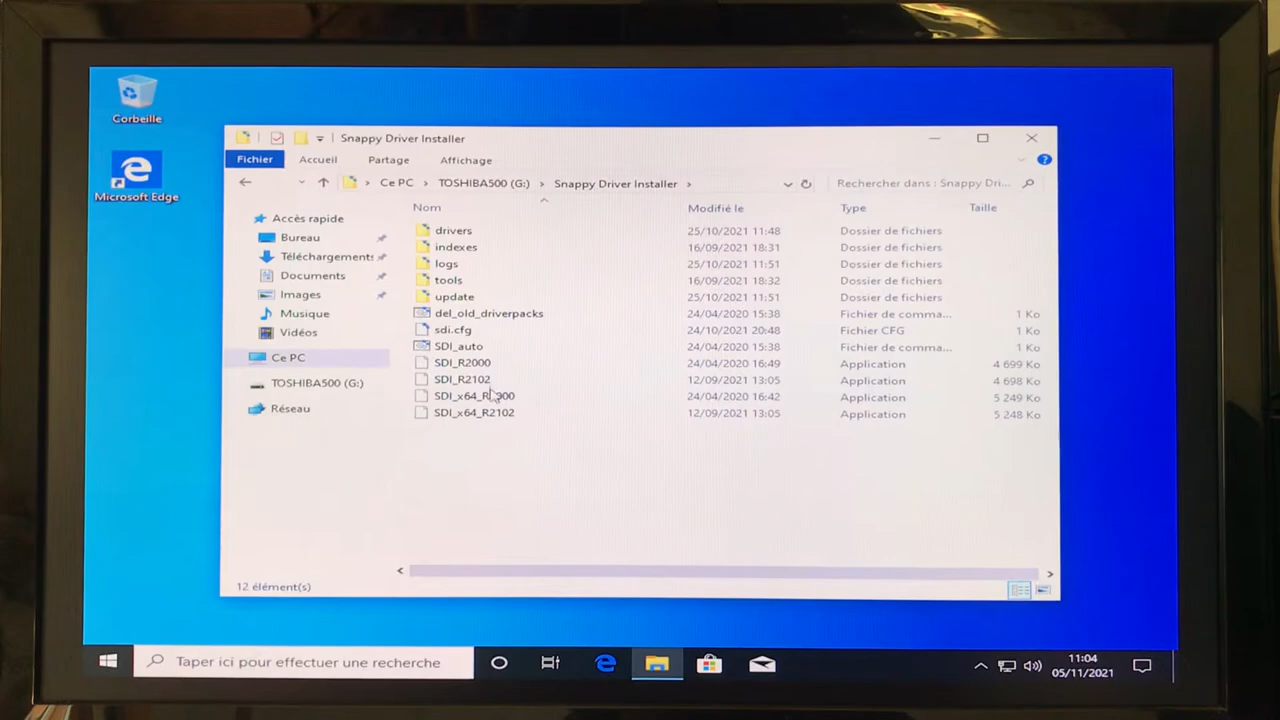 Corbeille
Microsoft Edge
Snappy Driver Installer
Fichier Accueil Partage Affichage
Ce PC TOSHIBA500 (G:) Snappy Driver Installer
Rechercher dans : Snappy Dri...
Accès rapide
Bureau
Téléchargements
Documents
Images
Musique
Vidéos
Ce PC
TOSHIBA500 (G:)
Réseau
Nom Modifié le Type Taille
drivers 25/10/2021 11:48 Dossier de fichiers
indexes 16/09/2021 18:31 Dossier de fichiers
logs 25/10/2021 11:51 Dossier de fichiers
tools 16/09/2021 18:32 Dossier de fichiers
update 25/10/2021 11:51 Dossier de fichiers
del_old_driverpacks 24/04/2020 15:38 Fichier de comma... 1 Ko
sdi.cfg 24/10/2021 20:48 Fichier CFG 1 Ko
SDI_auto 24/04/2020 15:38 Fichier de comma... 1 Ko
SDI_R2000 24/04/2020 16:49 Application 4 699 Ko
SDI_R2102 12/09/2021 13:05 Application 4 698 Ko
SDI_x64_R2000 24/04/2020 16:42 Application 5 249 Ko
SDI_x64_R2102 12/09/2021 13:05 Application 5 248 Ko
12 élément(s)
Taper ici pour effectuer une recherche
11:04
05/11/2021